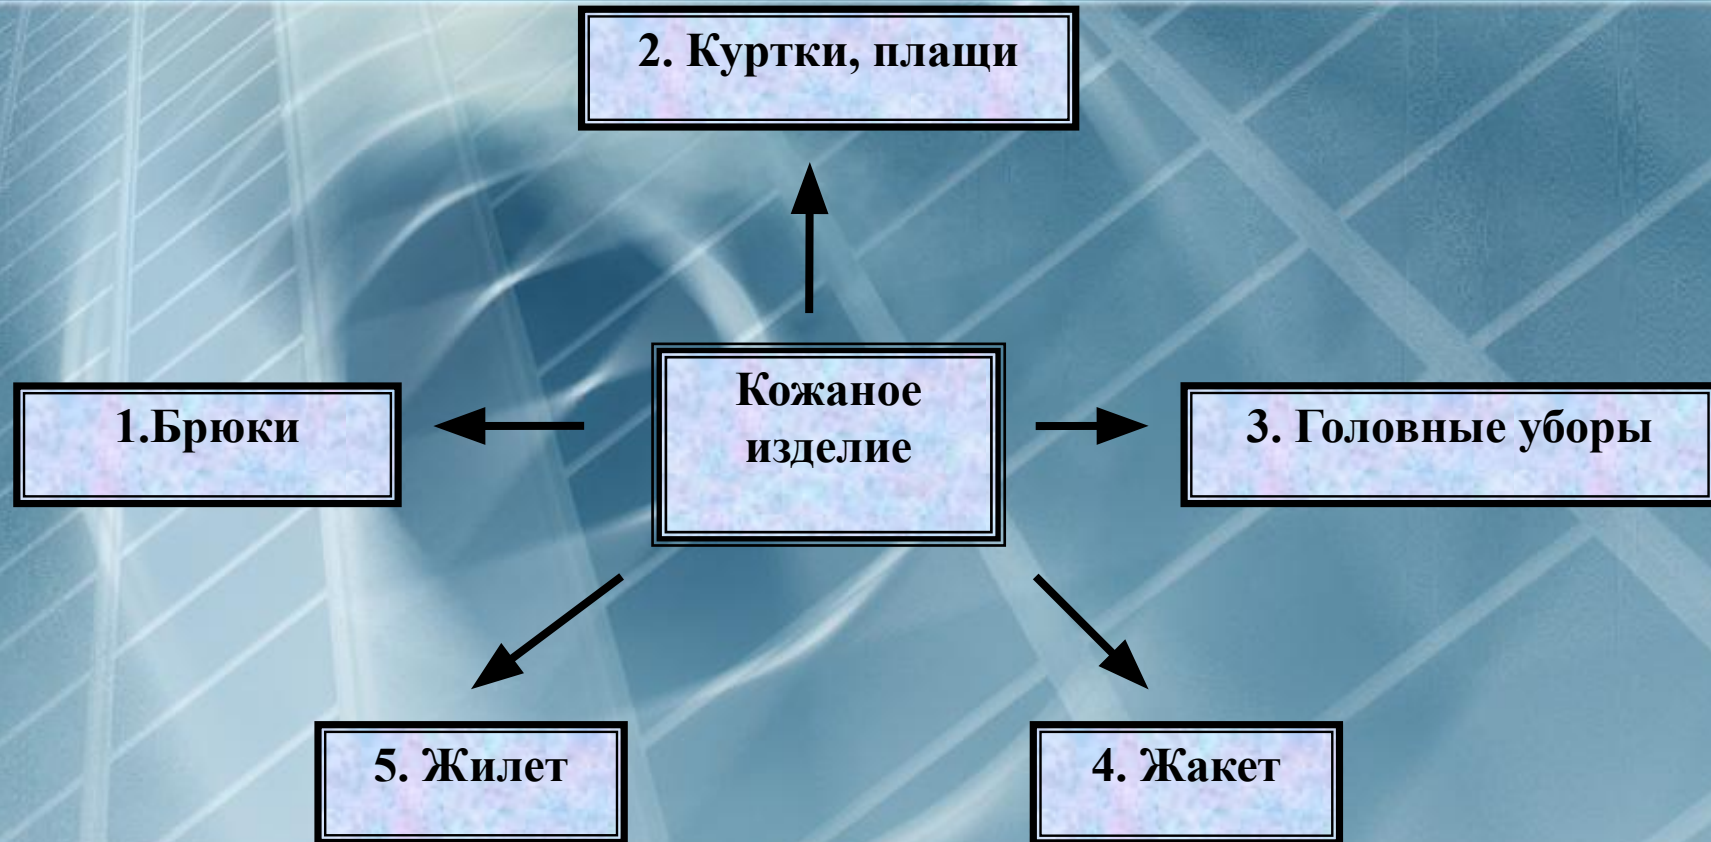 2. Куртки, плащи
Кожаное
изделие
1.Брюки
3. Головные уборы
5. Жилет
4. Жакет